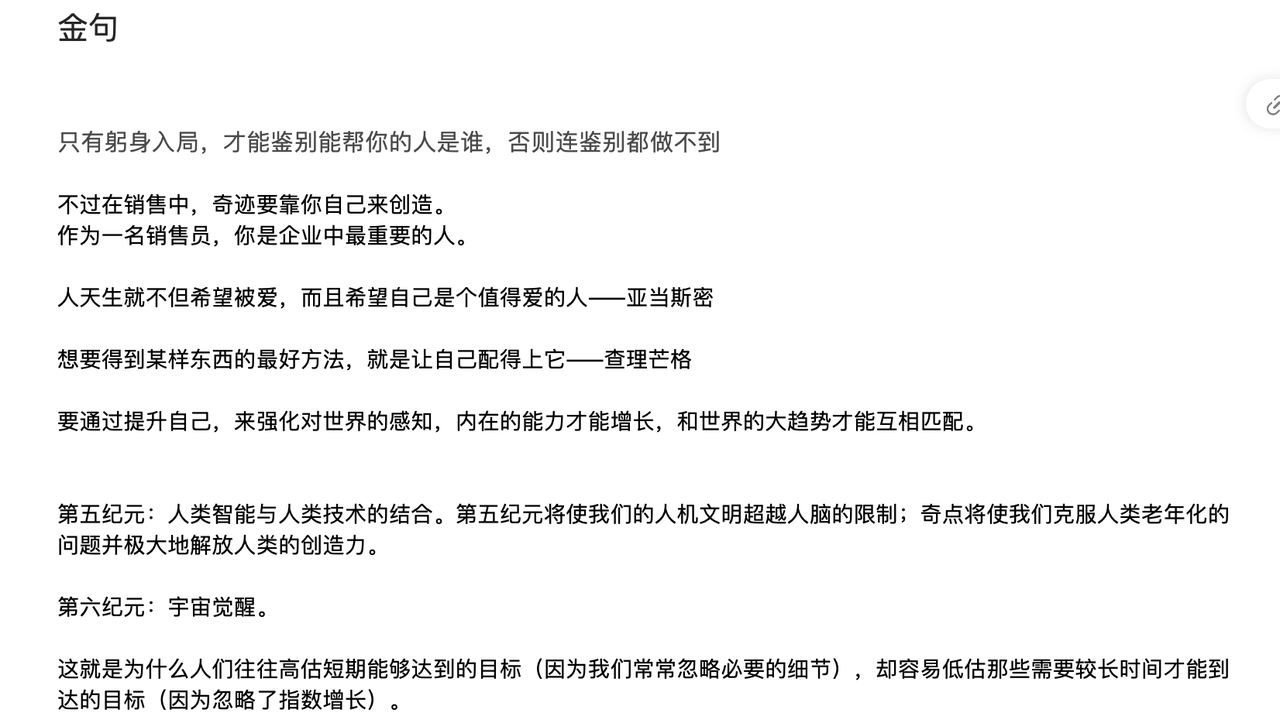 金句
只有躬身入局，才能鉴别能帮你的人是谁，否则连鉴别都做不到
不过在销售中，奇迹要靠你自己来创造。
作为一名销售员，你是企业中最重要的人。
人天生就不但希望被爱，而且希望自己是个值得爱的人——亚当斯密
想要得到某样东西的最好方法，就是让自己配得上它——查理芒格
要通过提升自己，来强化对世界的感知，内在的能力才能增长，和世界的大趋势才能互相匹配。
第五纪元：人类智能与人类技术的结合。第五纪元将使我们的人机文明超越人脑的限制；奇点将使我们克服人类老年化的
问题并极大地解放人类的创造力。
第六纪元：宇宙觉醒。
这就是为什么人们往往高估短期能够达到的目标（因为我们常常忽略必要的细节），却容易低估那些需要较长时间才能到
达的目标（因为忽略了指数增长）。